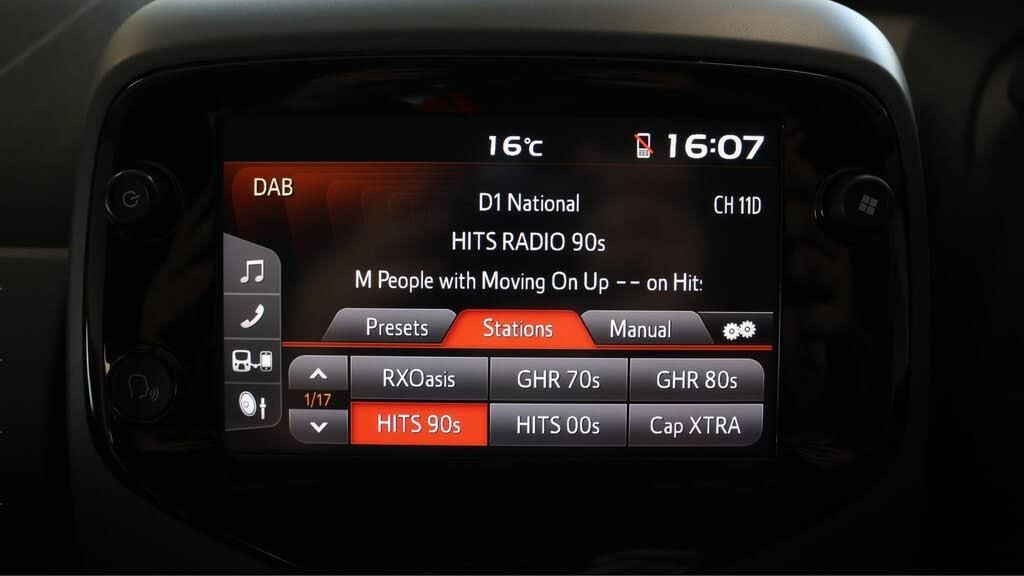 16°C 16:07
DAB
D1 National CH 11D
HITS RADIO 90s
M People with Moving On Up -- on Hits
Presets Stations Manual
1/17
RXOasis GHR 70s GHR 80s
HITS 90s HITS 00s Cap XTRA